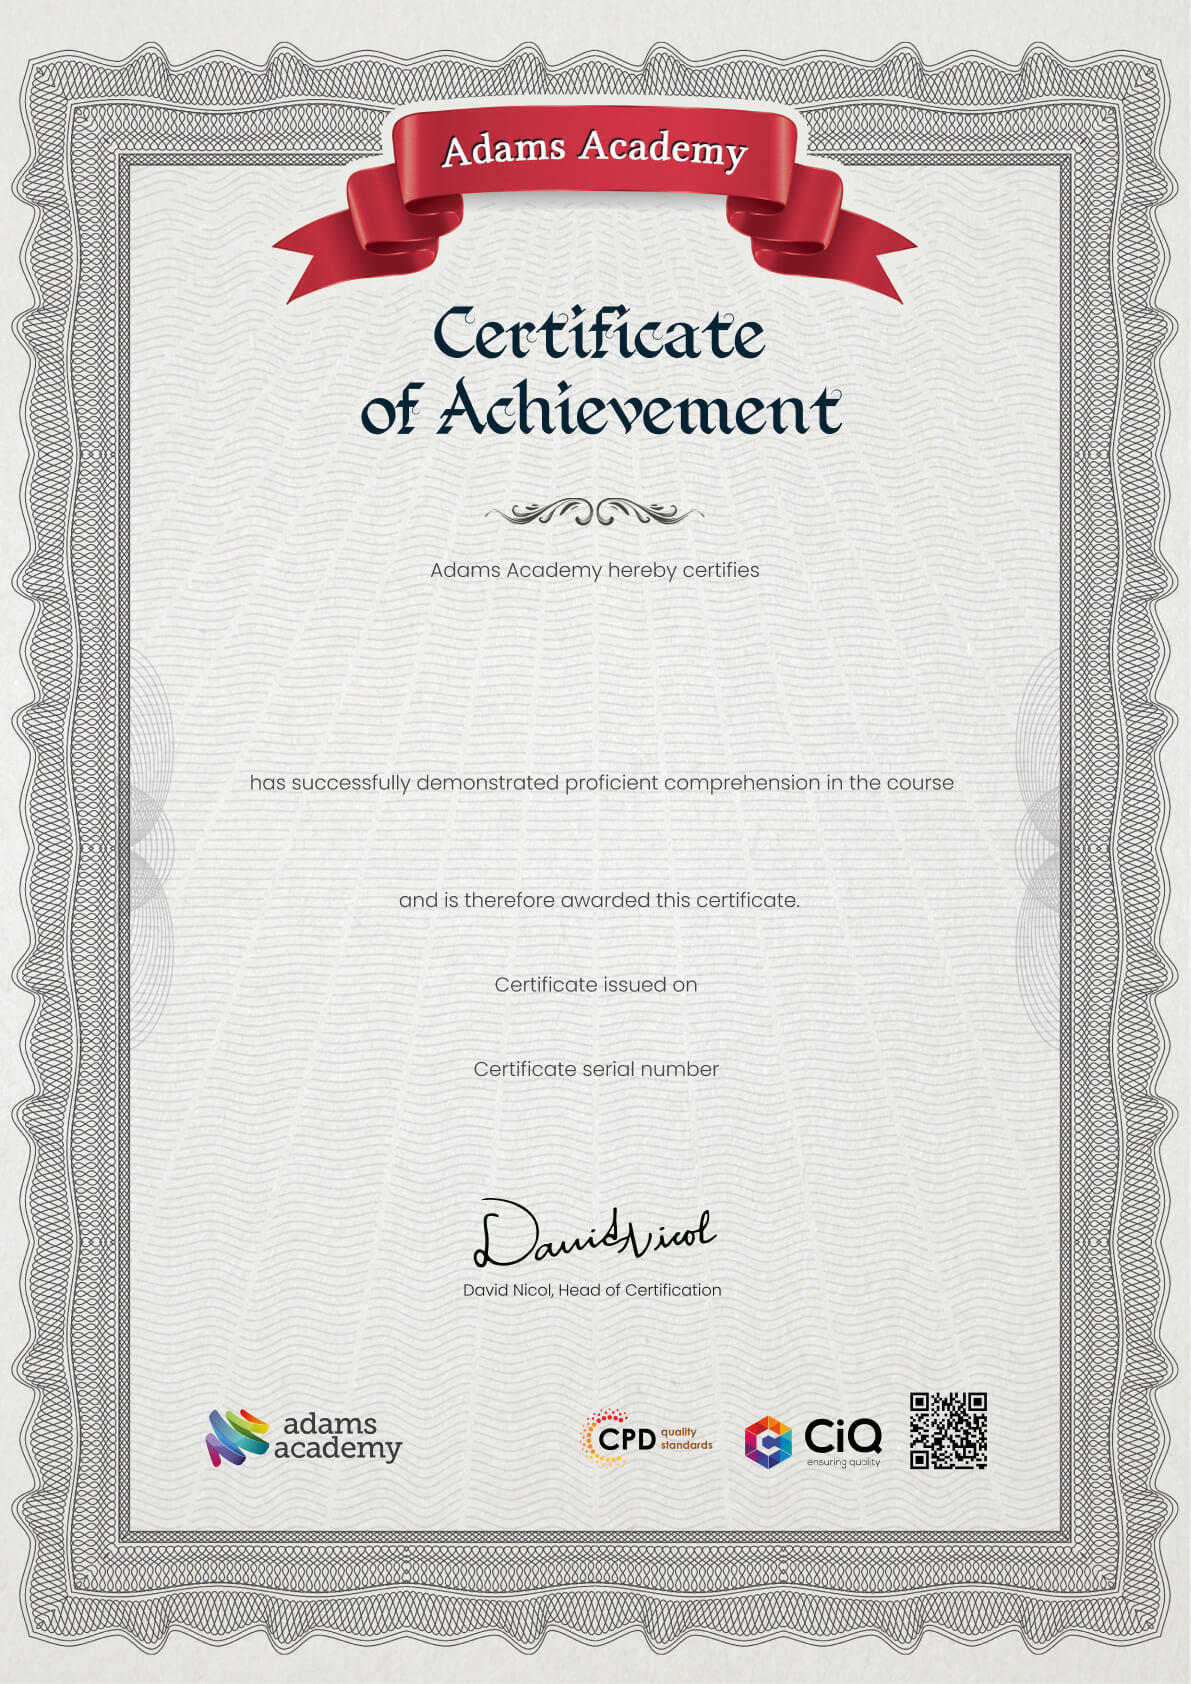 Adams Academy
Certificate
of Achievement
Adams Academy hereby certifies
has successfully demonstrated proficient comprehension in the course
and is therefore awarded this certificate.
Certificate issued on
Certificate serial number
David Nicol
David Nicol, Head of Certification
adams
academy
CPD quality
standards
CiQ
ensuring quality